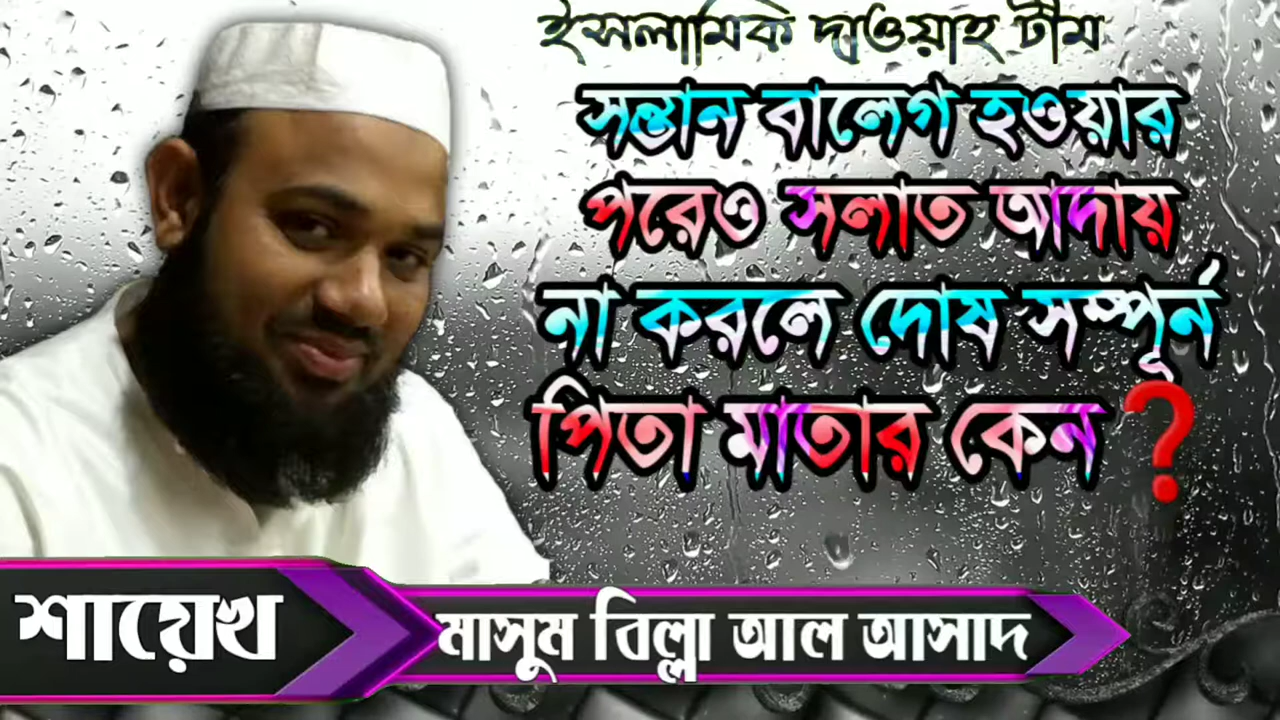 ইসলামিক দাওয়াহ টীম
সন্তান বালেগ হওয়ার
পরেও সলাত আদায়
না করলে দোষ সম্পূর্ন
পিতা মাতার কেন ?
শায়েখ
মাসুম বিল্লা আল আসাদ